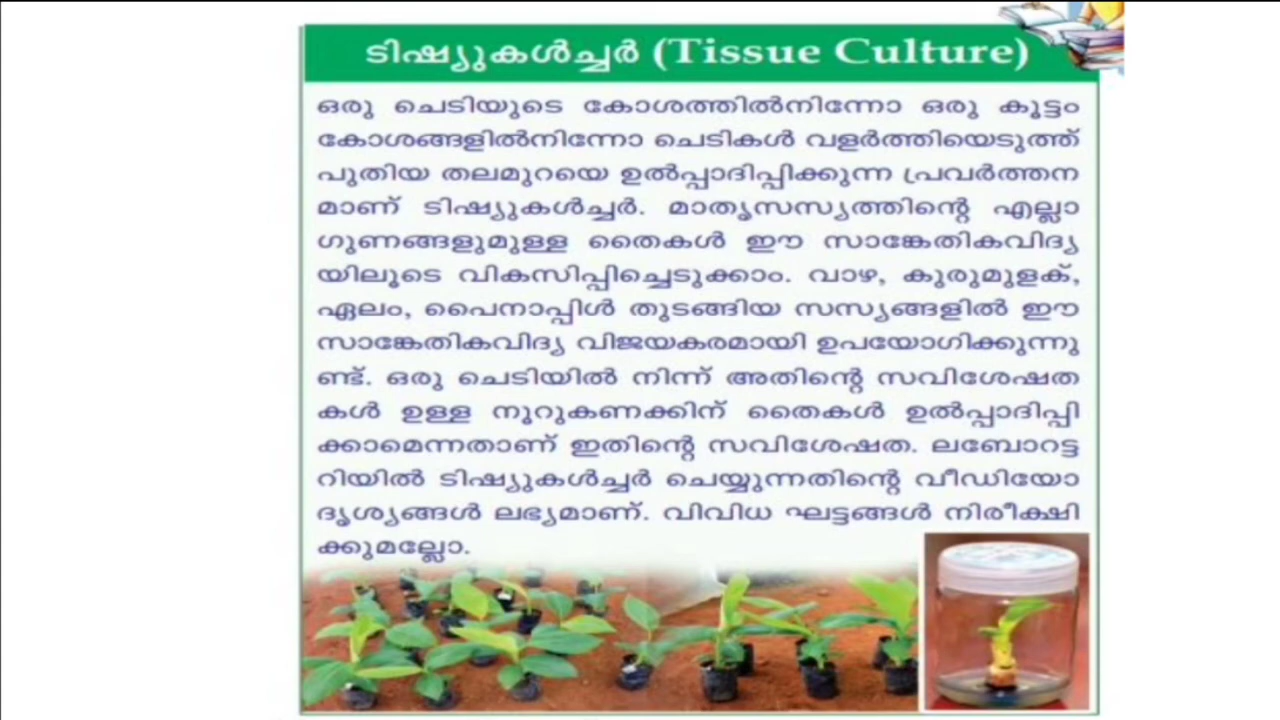 ടിഷ്യുകൾച്ചർ (Tissue Culture)
ഒരു ചെടിയുടെ കോശത്തിൽനിന്നോ ഒരു കൂട്ടം
കോശങ്ങളിൽനിന്നോ ചെടികൾ വളർത്തിയെടുത്ത്
പുതിയ തലമുറയെ ഉൽപ്പാദിപ്പിക്കുന്ന പ്രവർത്തന
മാണ് ടിഷ്യുകൾച്ചർ. മാതൃസസ്യത്തിന്റെ എല്ലാ
ഗുണങ്ങളുമുള്ള തൈകൾ ഈ സാങ്കേതികവിദ്യ
യിലൂടെ വികസിപ്പിച്ചെടുക്കാം. വാഴ, കുരുമുളക്,
ഏലം, പൈനാപ്പിൾ തുടങ്ങിയ സസ്യങ്ങളിൽ ഈ
സാങ്കേതികവിദ്യ വിജയകരമായി ഉപയോഗിക്കുന്നു
ണ്ട്. ഒരു ചെടിയിൽ നിന്ന് അതിന്റെ സവിശേഷത
കൾ ഉള്ള നൂറുകണക്കിന് തൈകൾ ഉൽപ്പാദിപ്പി
ക്കാമെന്നതാണ് ഇതിന്റെ സവിശേഷത. ലബോറട്ട
റിയിൽ ടിഷ്യുകൾച്ചർ ചെയ്യുന്നതിന്റെ വീഡിയോ
ദൃശ്യങ്ങൾ ലഭ്യമാണ്. വിവിധ ഘട്ടങ്ങൾ നിരീക്ഷി
ക്കുമല്ലോ.